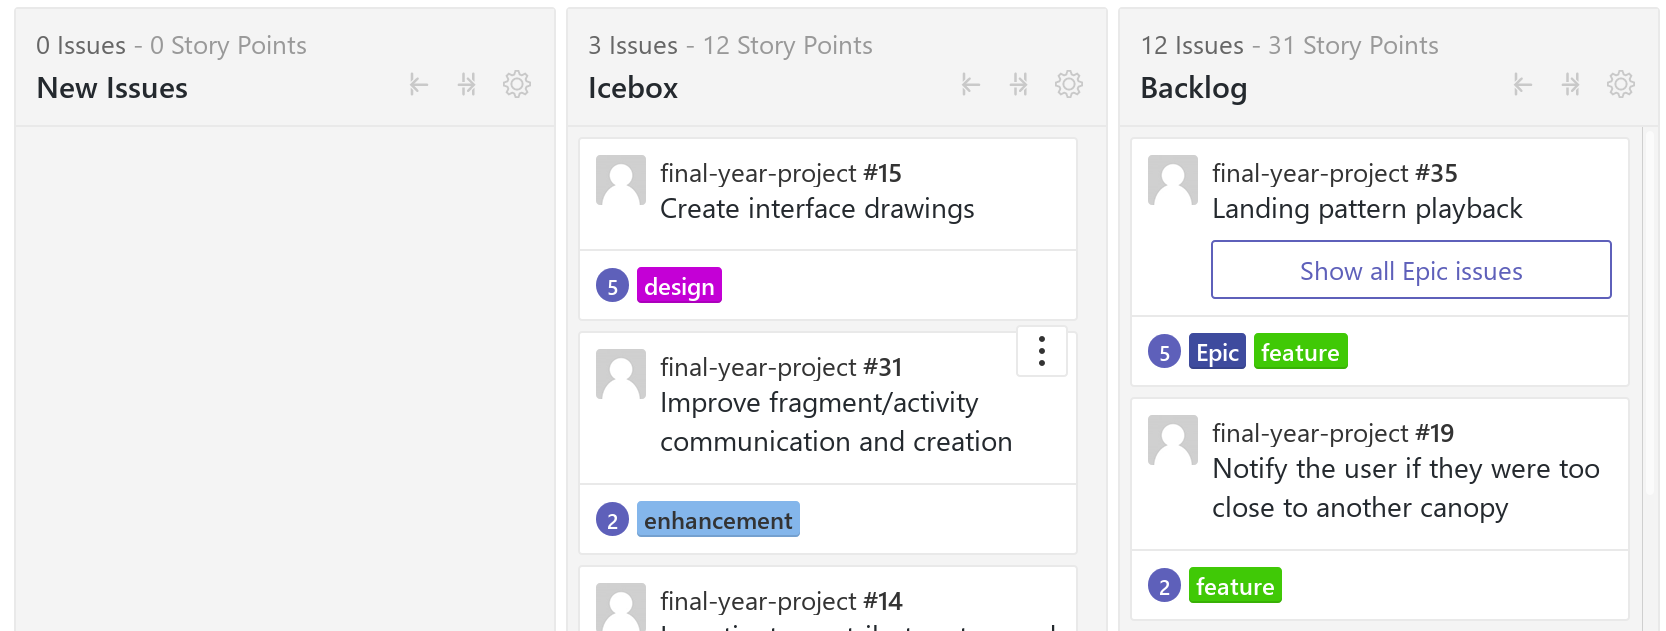 0 Issues - 0 Story Points
New Issues
3 Issues - 12 Story Points
Icebox
final-year-project #15
Create interface drawings
5 design
final-year-project #31
Improve fragment/activity
communication and creation
2 enhancement
final-year-project #14
12 Issues - 31 Story Points
Backlog
final-year-project #35
Landing pattern playback
Show all Epic issues
5 Epic feature
final-year-project #19
Notify the user if they were too
close to another canopy
2 feature